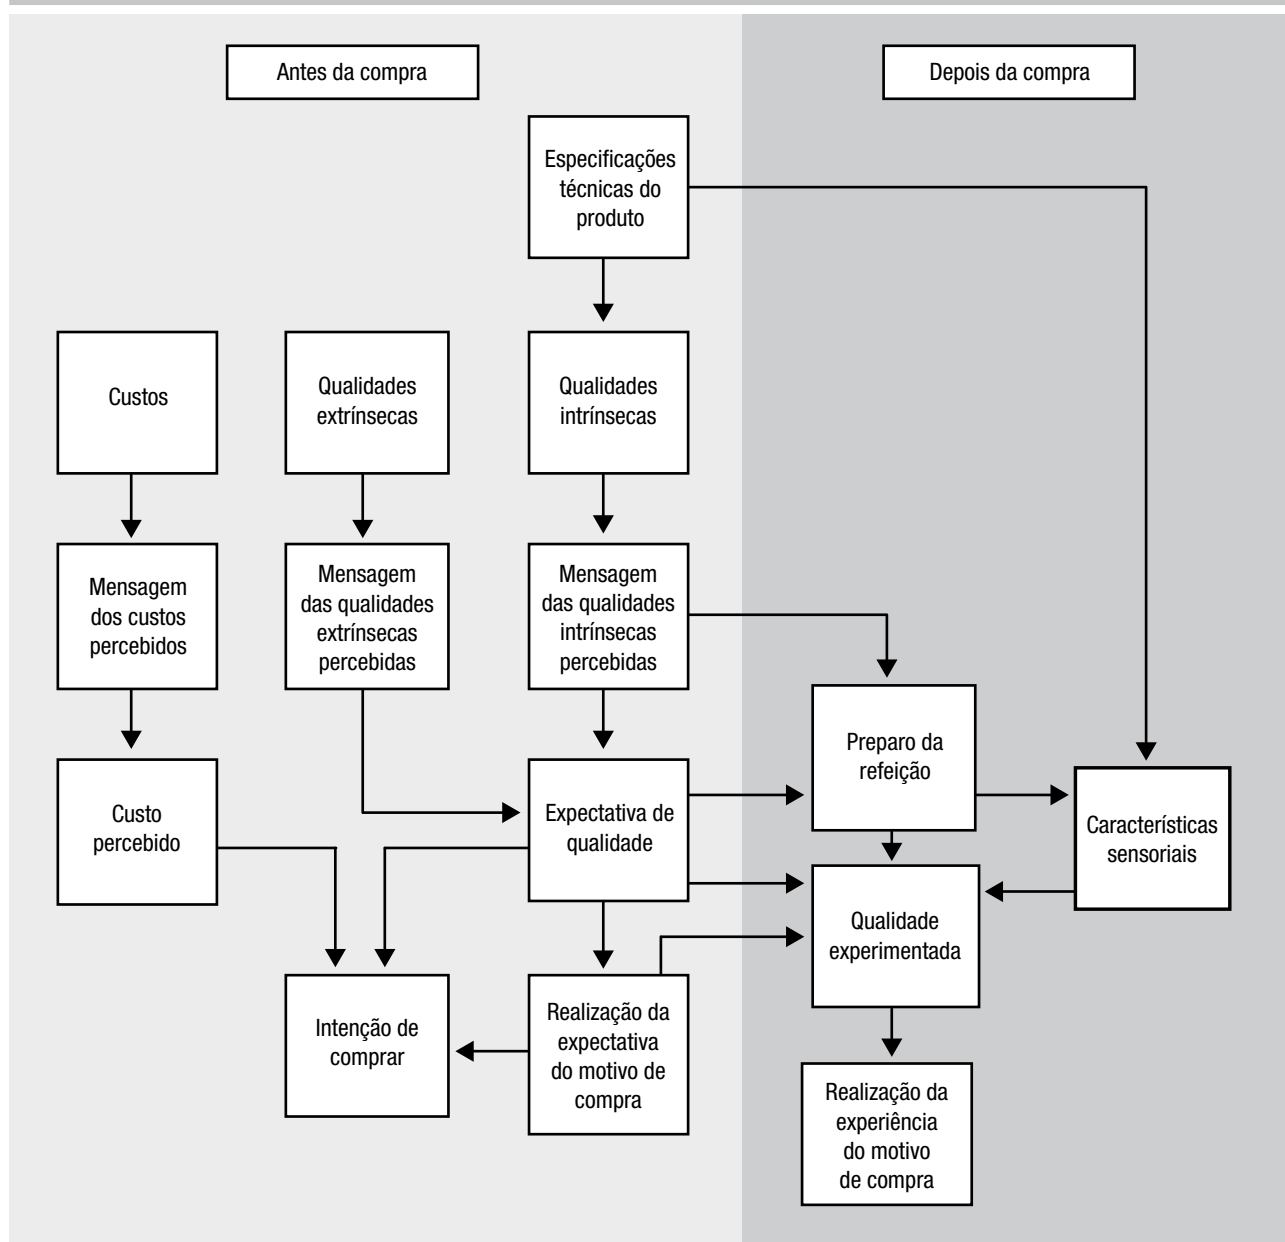 Antes da compra
Depois da compra
Especificações
técnicas do
produto
Custos
Qualidades
extrínsecas
Qualidades
intrínsecas
Mensagem
dos custos
percebidos
Mensagem
das qualidades
extrínsecas
percebidas
Mensagem
das qualidades
intrínsecas
percebidas
Preparo da
refeição
Custo
percebido
Expectativa de
qualidade
Características
sensoriais
Qualidade
experimentada
Intenção de
comprar
Realização da
expectativa
do motivo de
compra
Realização da
experiência
do motivo
de compra